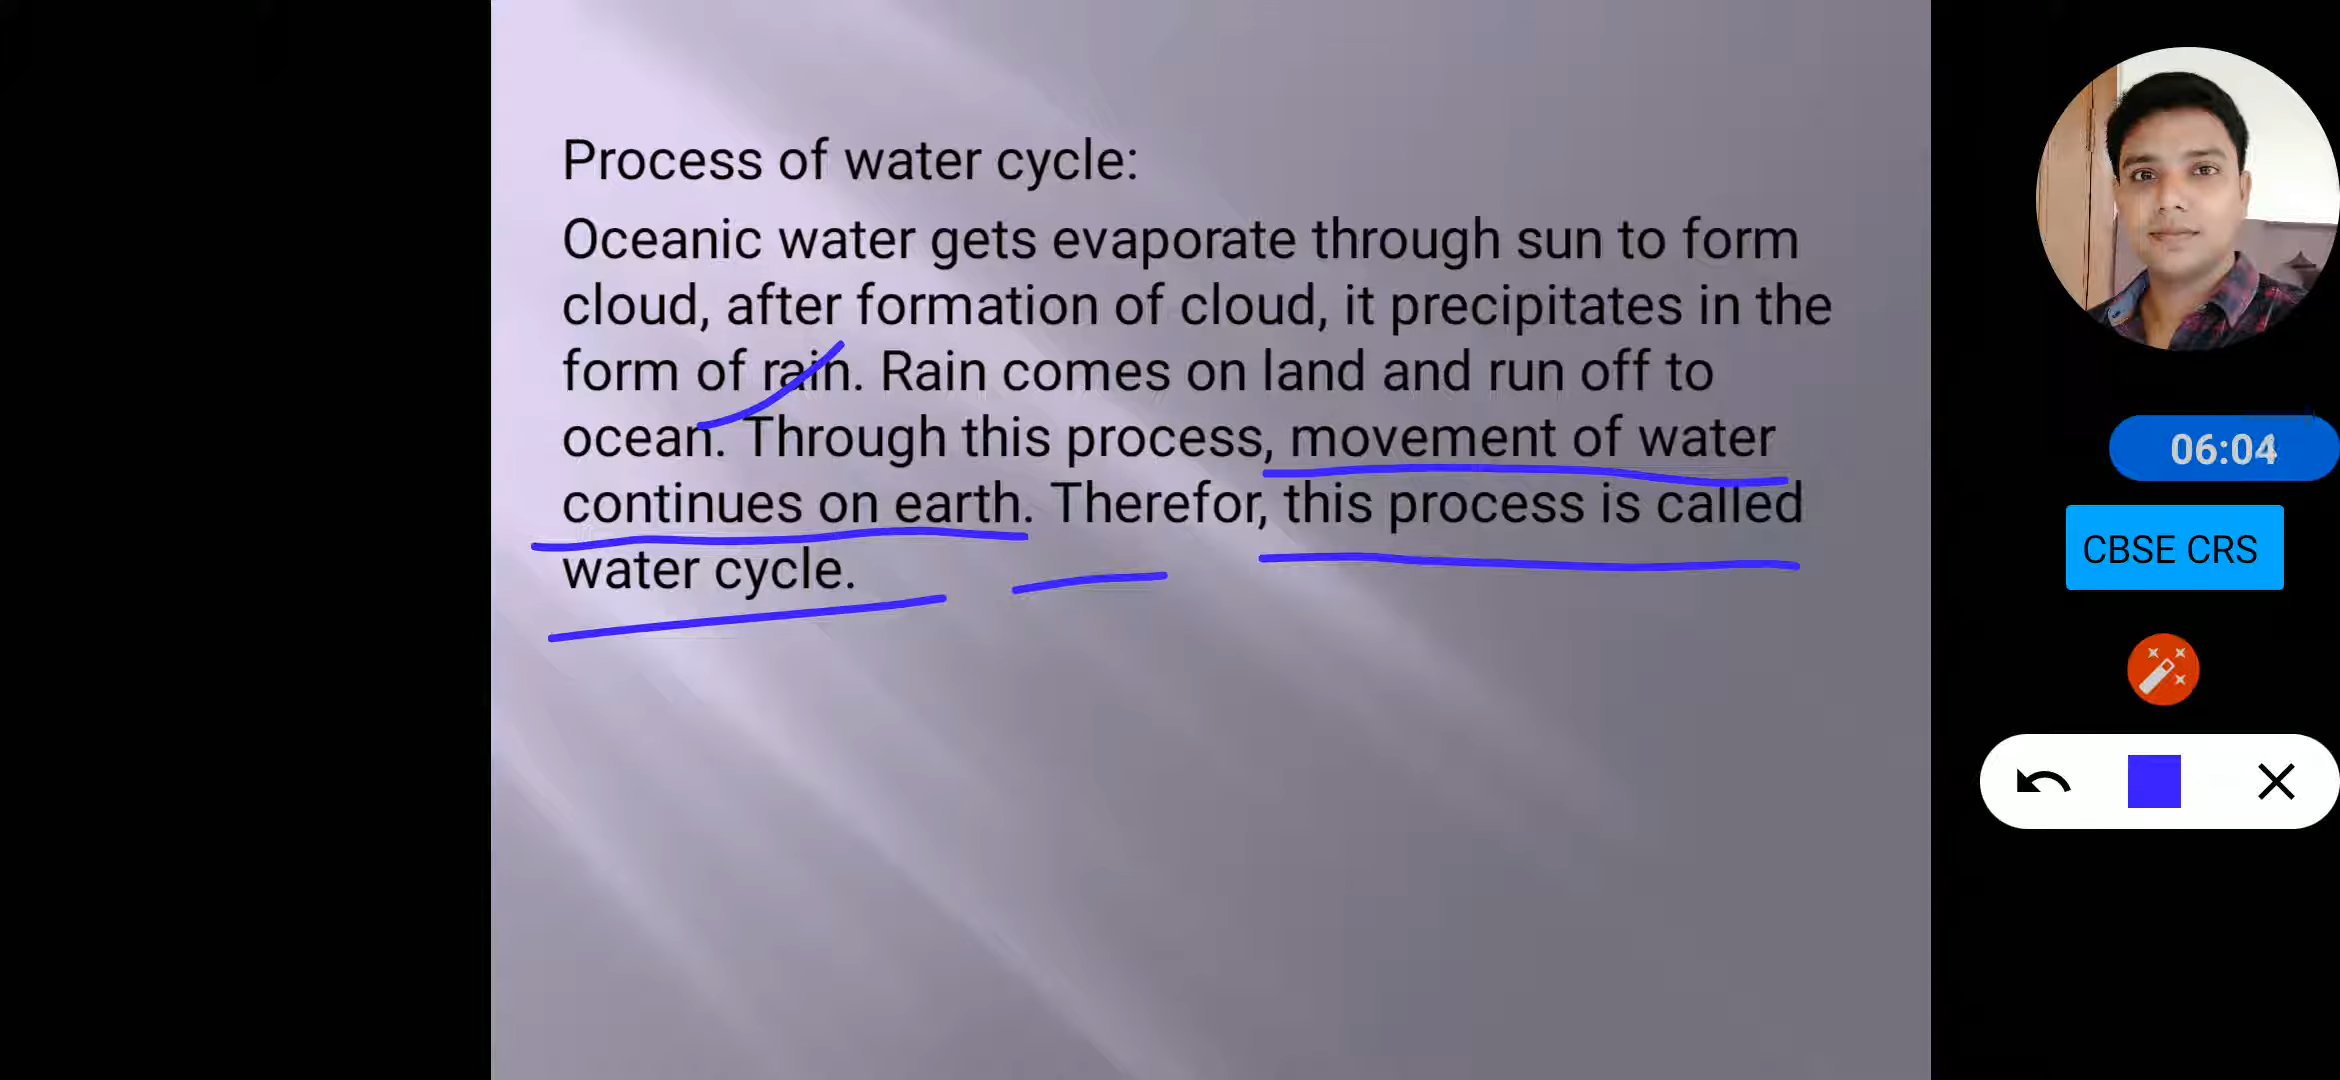 Process of water cycle:
Oceanic water gets evaporate through sun to form
cloud, after formation of cloud, it precipitates in the
form of rain. Rain comes on land and run off to
ocean. Through this process, movement of water
continues on earth. Therefor, this process is called
water cycle.
06:04
CBSE CRS